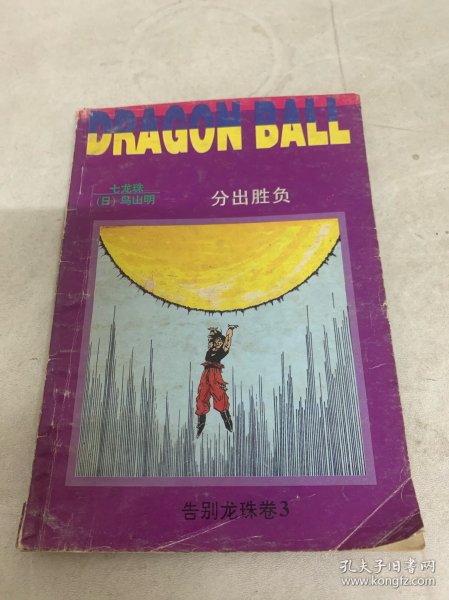 DRAGON BALL
七龙珠
(日) 鸟山明
分出胜负
告别龙珠卷3
孔夫子旧书网
www.kongfz.com